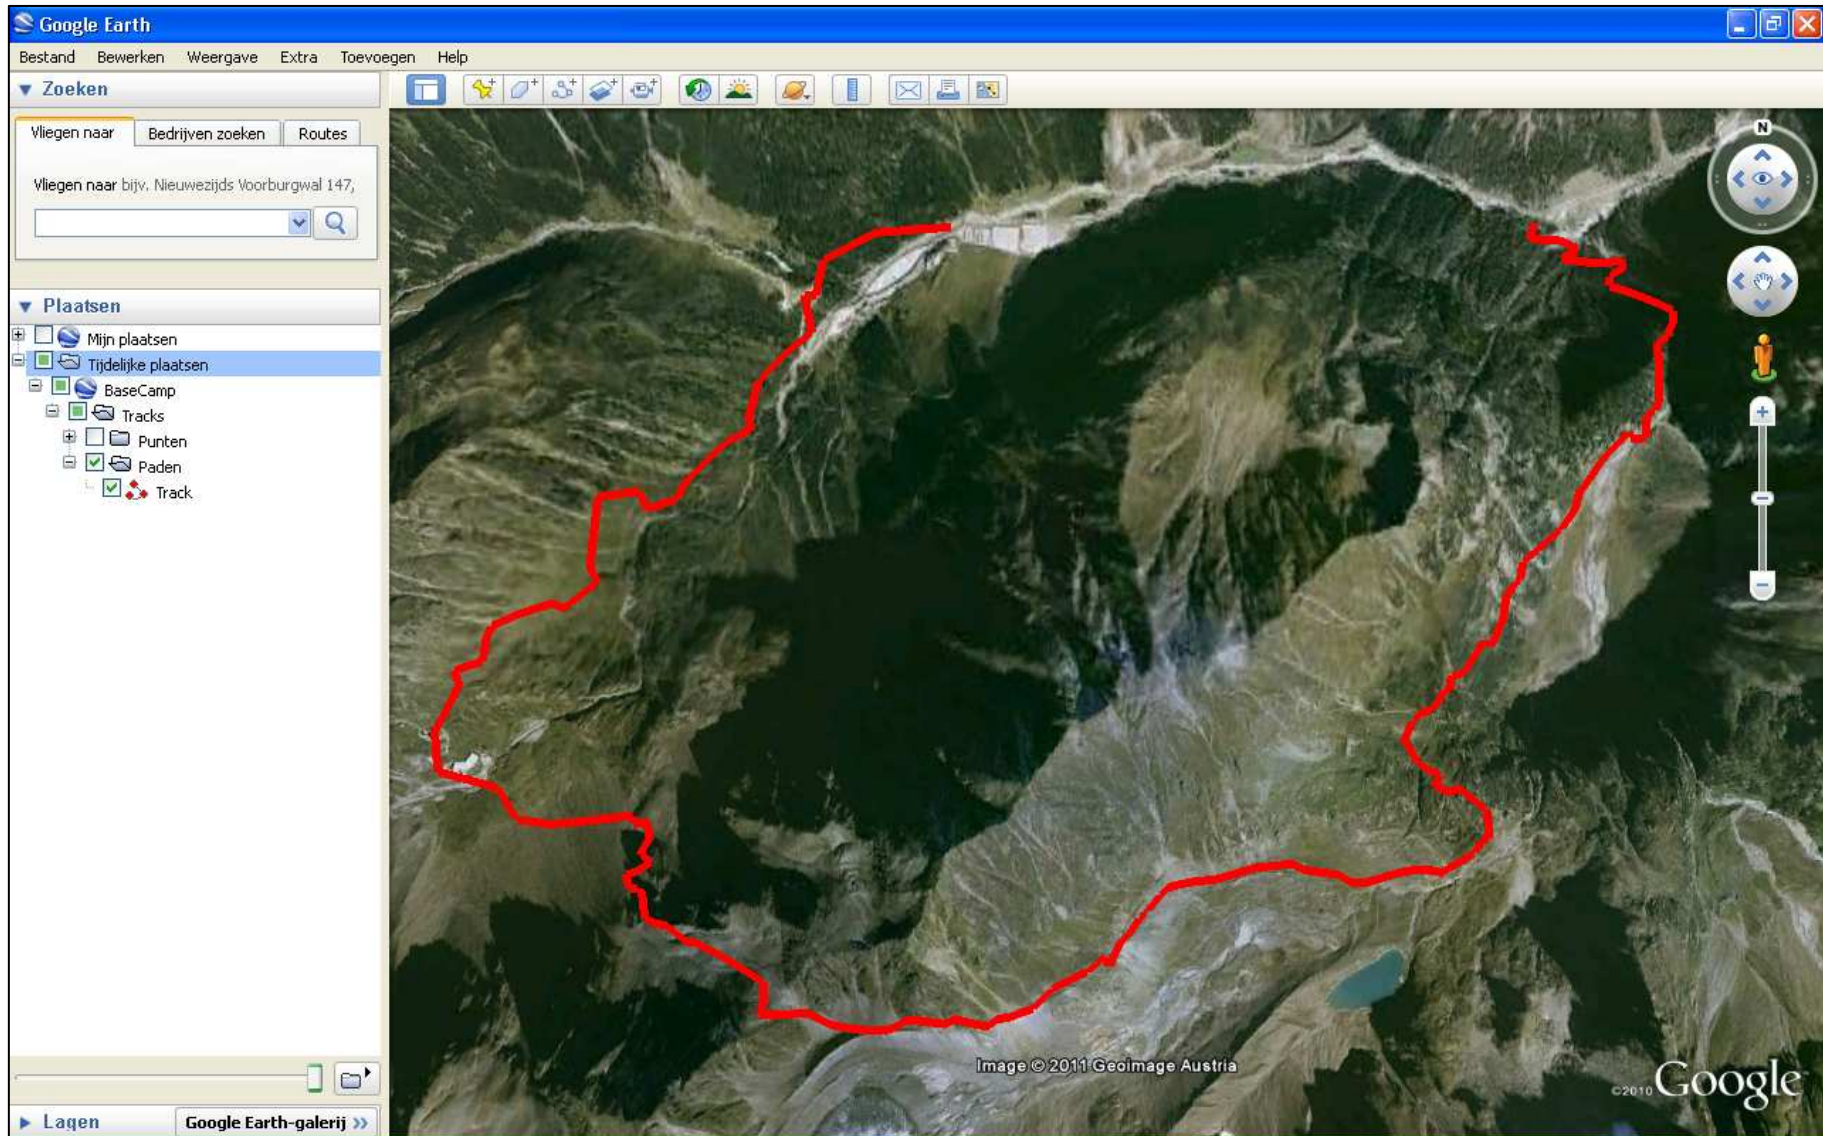 Google Earth
Bestand Bewerken Weergave Extra Toevoegen Help
Zoeken
Vliegen naar Bedrijven zoeken Routes
Vliegen naar bijv. Nieuwezijds Voorburgwal 147,
Plaatsen
Mijn plaatsen
Tijdelijke plaatsen
BaseCamp
Tracks
Punten
Paden
Track
Lagen Google Earth-galerij >>
N
Image © 2011 Geoimage Austria
©2010 Google